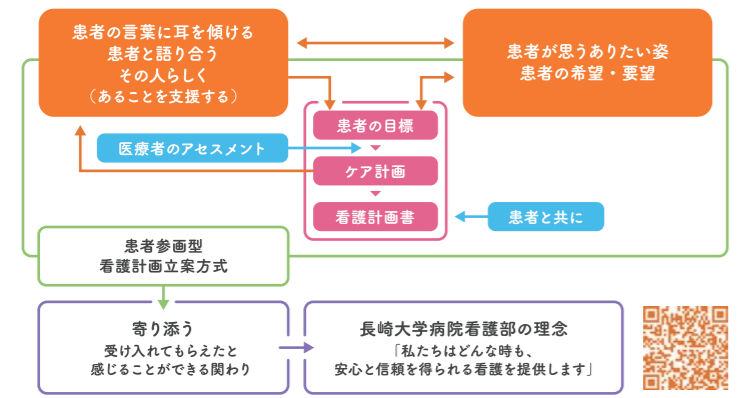 患者の言葉に耳を傾ける
患者と語り合う
その人らしく
（あることを支援する）
患者が思うありたい姿
患者の希望・要望
患者の目標
医療者のアセスメント
ケア計画
看護計画書
患者と共に
患者参画型
看護計画立案方式
寄り添う
受け入れてもらえたと
感じることができる関わり
長崎大学病院看護部の理念
「私たちはどんな時も、
安心と信頼を得られる看護を提供します」